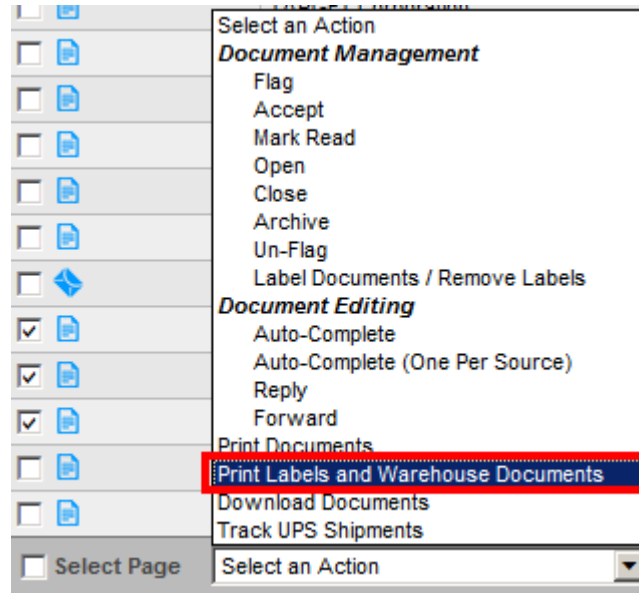 Select an Action
Document Management
Flag
Accept
Mark Read
Open
Close
Archive
Un-Flag
Label Documents / Remove Labels
Document Editing
Auto-Complete
Auto-Complete (One Per Source)
Reply
Forward
Print Documents
Print Labels and Warehouse Documents
Download Documents
Track UPS Shipments
Select Page
Select an Action